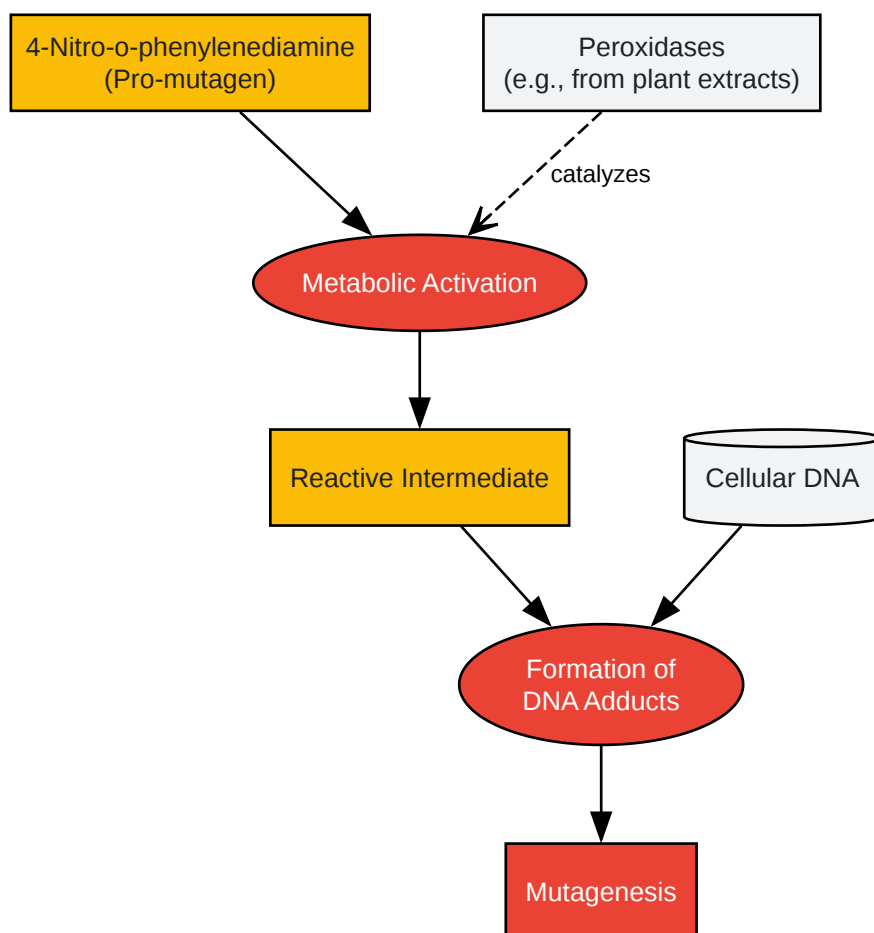 4-Nitro-o-phenylenediamine
(Pro-mutagen)
Peroxidases
(e.g., from plant extracts)
catalyzes
Metabolic Activation
Reactive Intermediate
Cellular DNA
Formation of
DNA Adducts
Mutagenesis